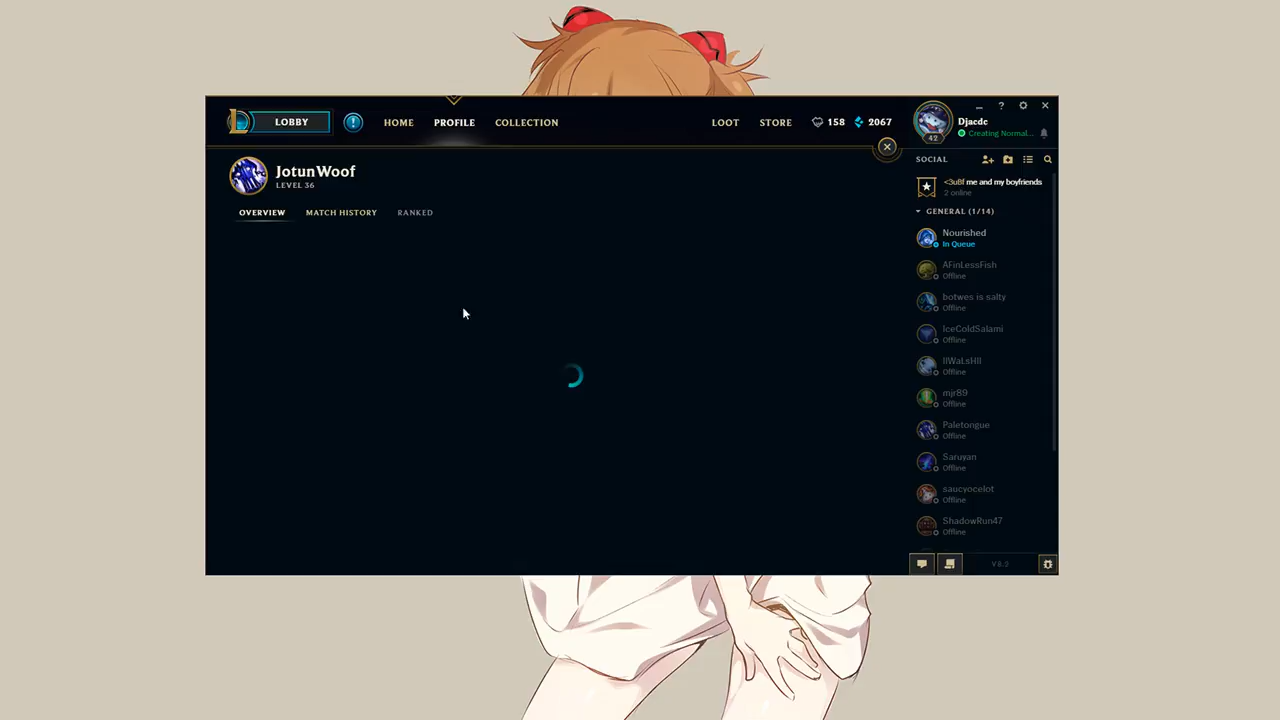 LOBBY
HOME
PROFILE
COLLECTION
LOOT
STORE
158
2067
?
42
Djacdc
Creating Normal...
JotunWoof
LEVEL 36
OVERVIEW
MATCH HISTORY
RANKED
SOCIAL
<3u8f me and my boyfriends
2 online
GENERAL (1/14)
Nourished
In Queue
AFinLessFish
Offline
botwes is salty
Offline
IceColdSalami
Offline
Offline
mjr89
Offline
Paletongue
Offline
Saruyan
Offline
saucyocelot
Offline
ShadowRun47
Offline